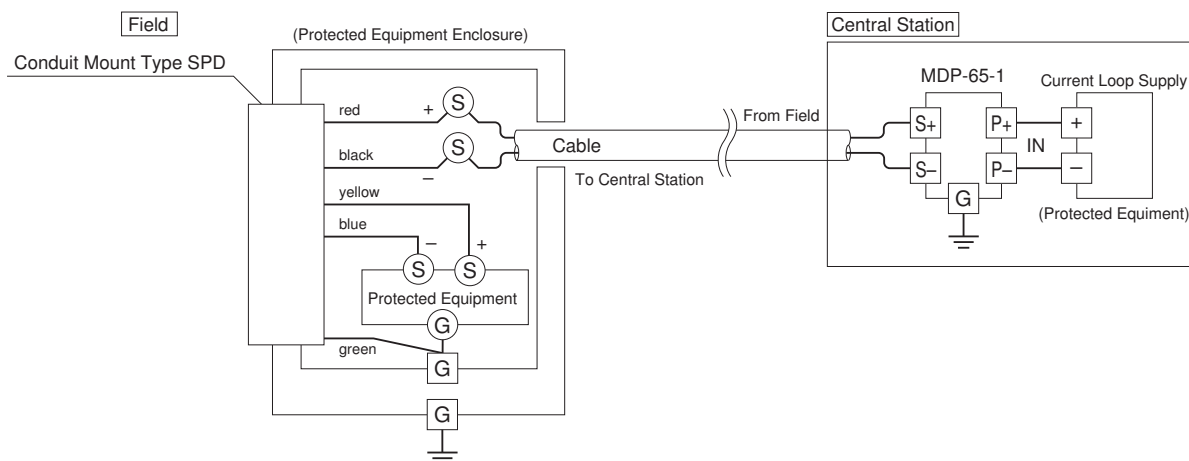 Field
(Protected Equipment Enclosure)
Conduit Mount Type SPD
red
+
S
black
–
S
yellow
blue
–
+
S
S
Protected Equipment
G
green
G
G
Cable
To Central Station
From Field
Central Station
MDP-65-1
Current Loop Supply
S+
P+
+
IN
S–
P–
–
G
(Protected Equiment)